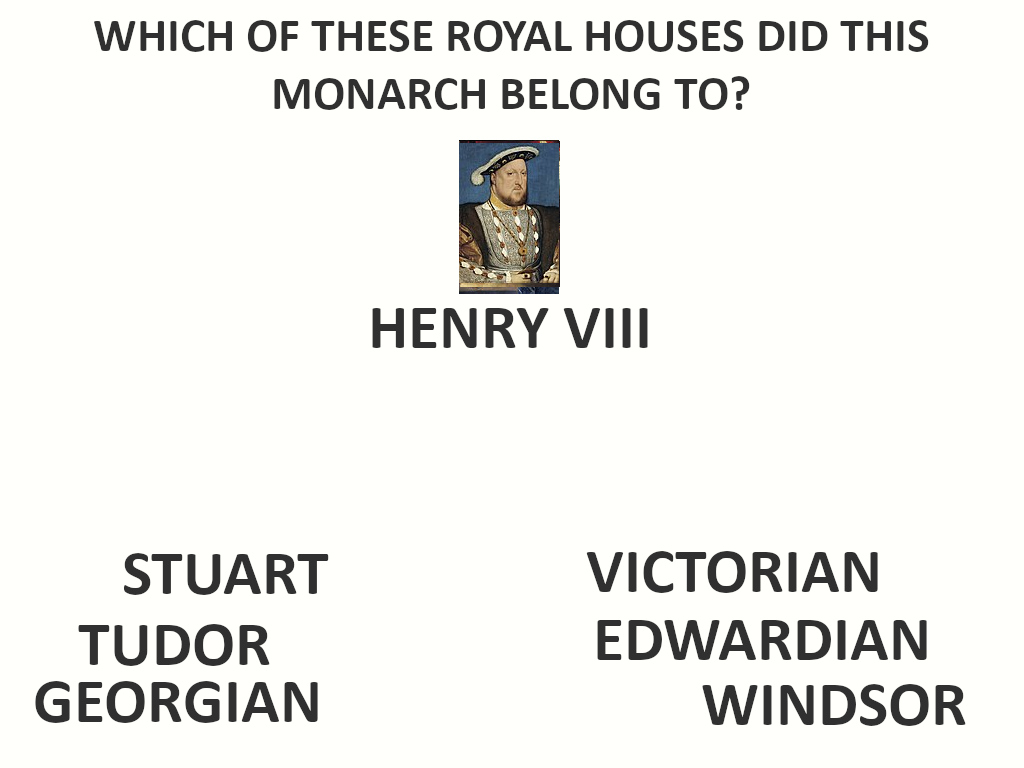 WHICH OF THESE ROYAL HOUSES DID THIS
MONARCH BELONG TO?
HENRY VIII
STUART
TUDOR
GEORGIAN
VICTORIAN
EDWARDIAN
WINDSOR